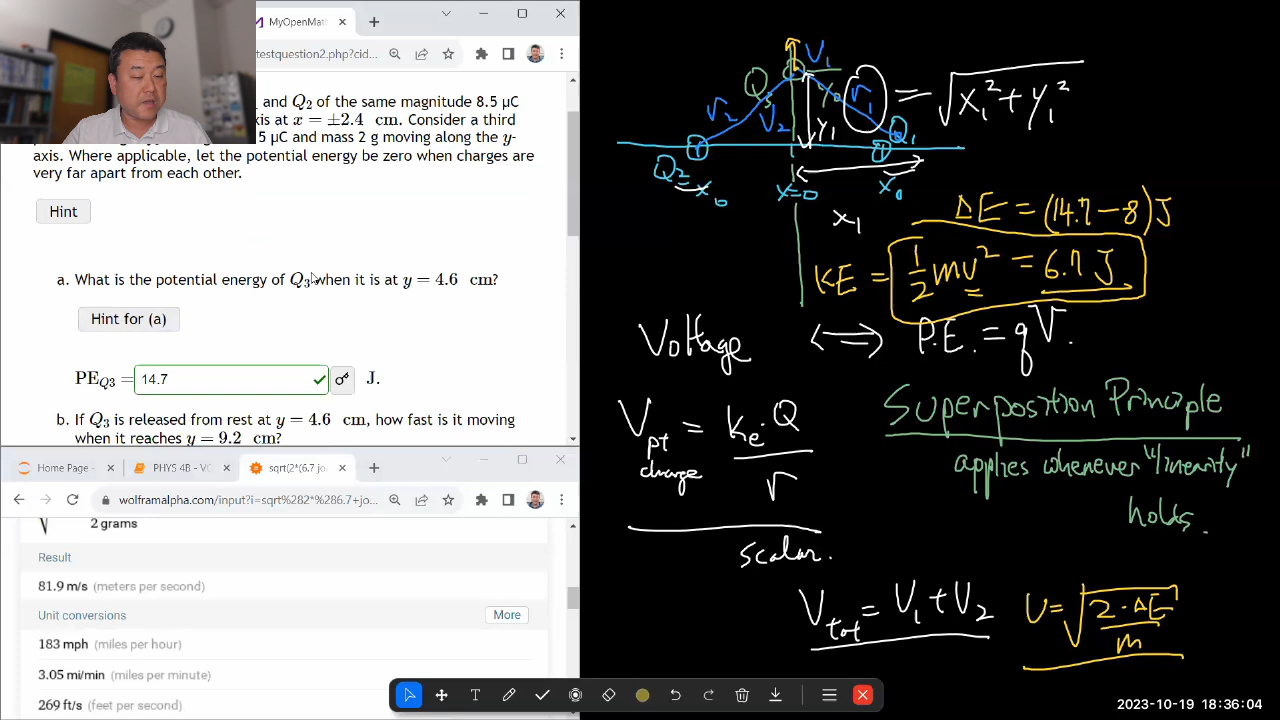 MyOpenMath
testquestion2.php?cid
and Q₂ of the same magnitude 8.5 μC
axis at x = ±2.4 cm. Consider a third
5 μC and mass 2 g moving along the y-
axis. Where applicable, let the potential energy be zero when charges are
very far apart from each other.
Hint
a. What is the potential energy of Q₃ when it is at y = 4.6 cm?
Hint for (a)
PE_Q3 = 14.7 J.
b. If Q₃ is released from rest at y = 4.6 cm, how fast is it moving
when it reaches y = 9.2 cm?
Home Page -
PHYS 4B - VC
sqrt(2*(6.7 jo
wolframalpha.com/input?i=sqrt%282*%286.7+jo...
2 grams
Result
81.9 m/s (meters per second)
Unit conversions
More
183 mph (miles per hour)
3.05 mi/min (miles per minute)
269 ft/s (feet per second)
V₁
Q₃
r₂
V₂
y₁
r₁ = √x₁² + y₁²
Q₁
Q₂
-x₀
x=0
x₀
x₁
ΔE = (14.7 - 8) J
KE = ½mv² = 6.7 J
Voltage ⟺ P.E. = qV.
V pt charge = ke·Q / r
scalar.
Superposition Principle
applies whenever "linearity"
holds.
V tot = V₁ + V₂
v = √2·ΔE / m
T
2023-10-19 18:36:04